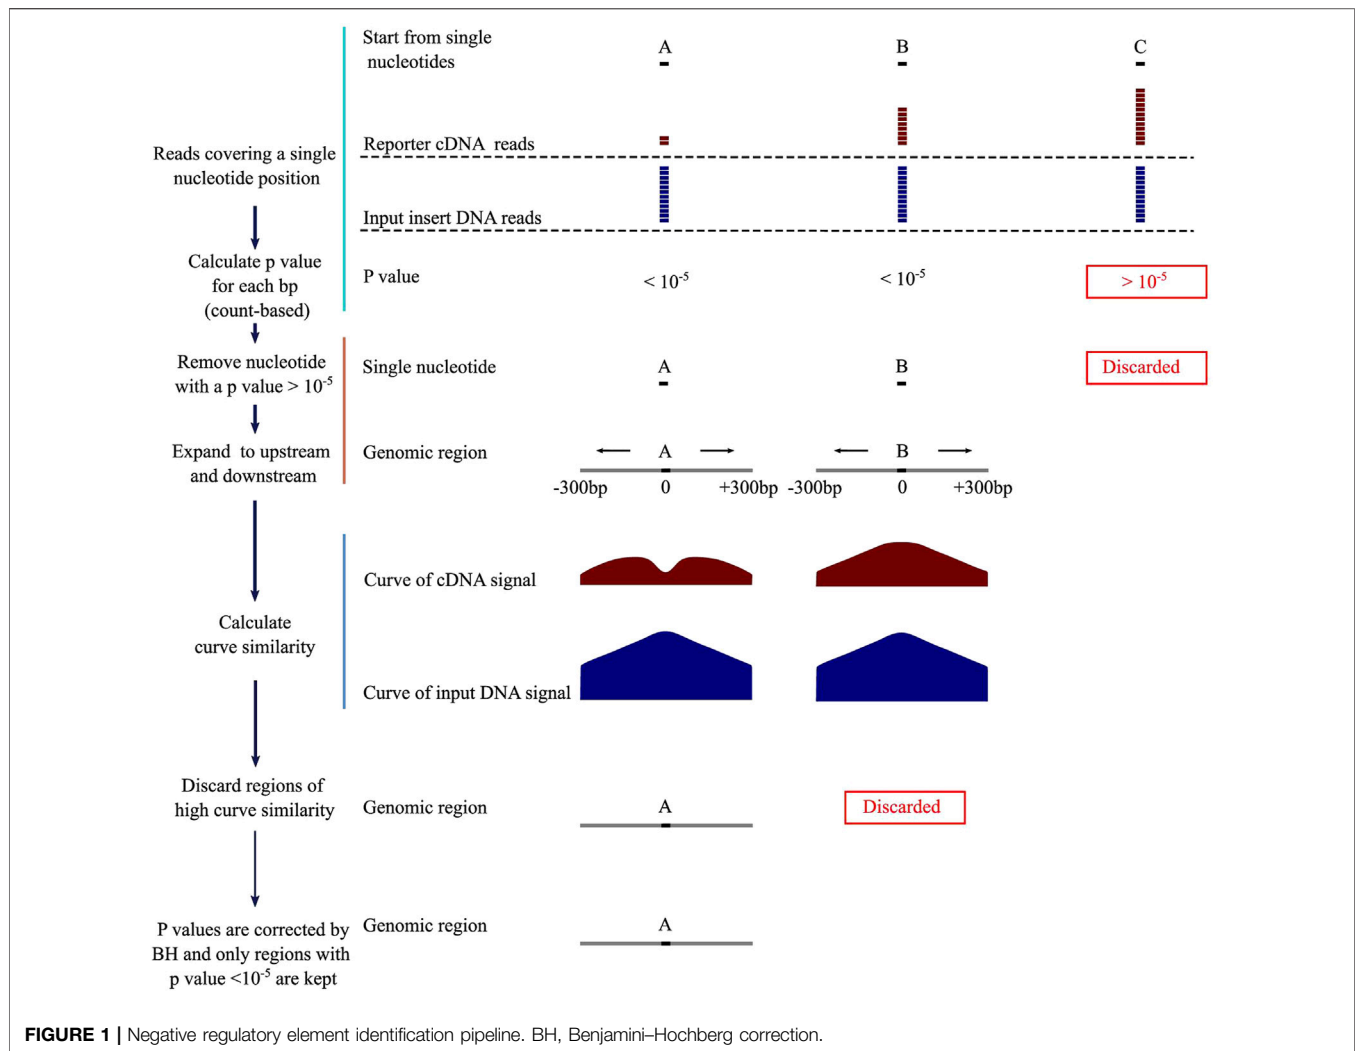 Start from single
nucleotides
A
B
C
Reporter cDNA reads
Reads covering a single
nucleotide position
Input insert DNA reads
Calculate p value
for each bp
(count-based)
P value
< 10-5
< 10-5
> 10-5
Remove nucleotide
with a p value > 10-5
Single nucleotide
A
B
Discarded
Expand to upstream
and downstream
Genomic region
A
B
-300bp
0
+300bp
-300bp
0
+300bp
Curve of cDNA signal
Calculate
curve similarity
Curve of input DNA signal
Discard regions of
high curve similarity
Genomic region
A
Discarded
P values are corrected by
BH and only regions with
p value <10-5 are kept
Genomic region
A
FIGURE 1 | Negative regulatory element identification pipeline. BH, Benjamini–Hochberg correction.